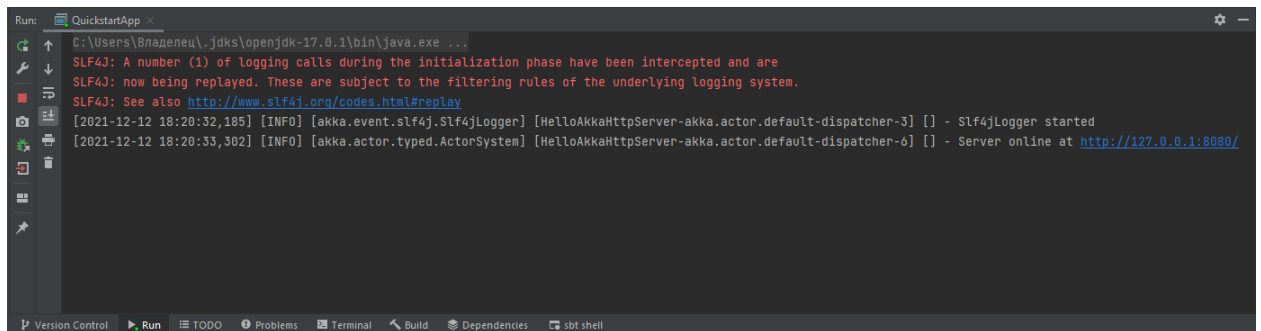 Run: QuickstartApp
C:\Users\Владелец\.jdks\openjdk-17.0.1\bin\java.exe ...
SLF4J: A number (1) of logging calls during the initialization phase have been intercepted and are
SLF4J: now being replayed. These are subject to the filtering rules of the underlying logging system.
SLF4J: See also http://www.slf4j.org/codes.html#replay
[2021-12-12 18:20:32,185] [INFO] [akka.event.slf4j.Slf4jLogger] [HelloAkkaHttpServer-akka.actor.default-dispatcher-3] [] - Slf4jLogger started
[2021-12-12 18:20:33,302] [INFO] [akka.actor.typed.ActorSystem] [HelloAkkaHttpServer-akka.actor.default-dispatcher-6] [] - Server online at http://127.0.0.1:8080/
Version Control Run TODO Problems Terminal Build Dependencies sbt shell